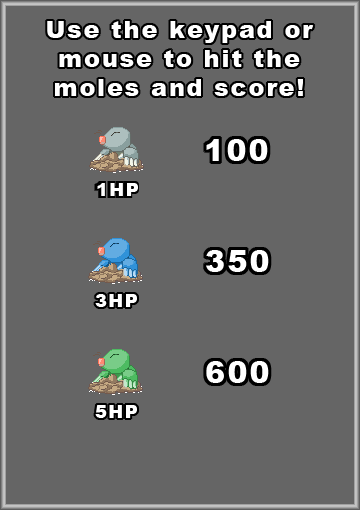 Use the keypad or
mouse to hit the
moles and score!
100
1HP
350
3HP
600
5HP